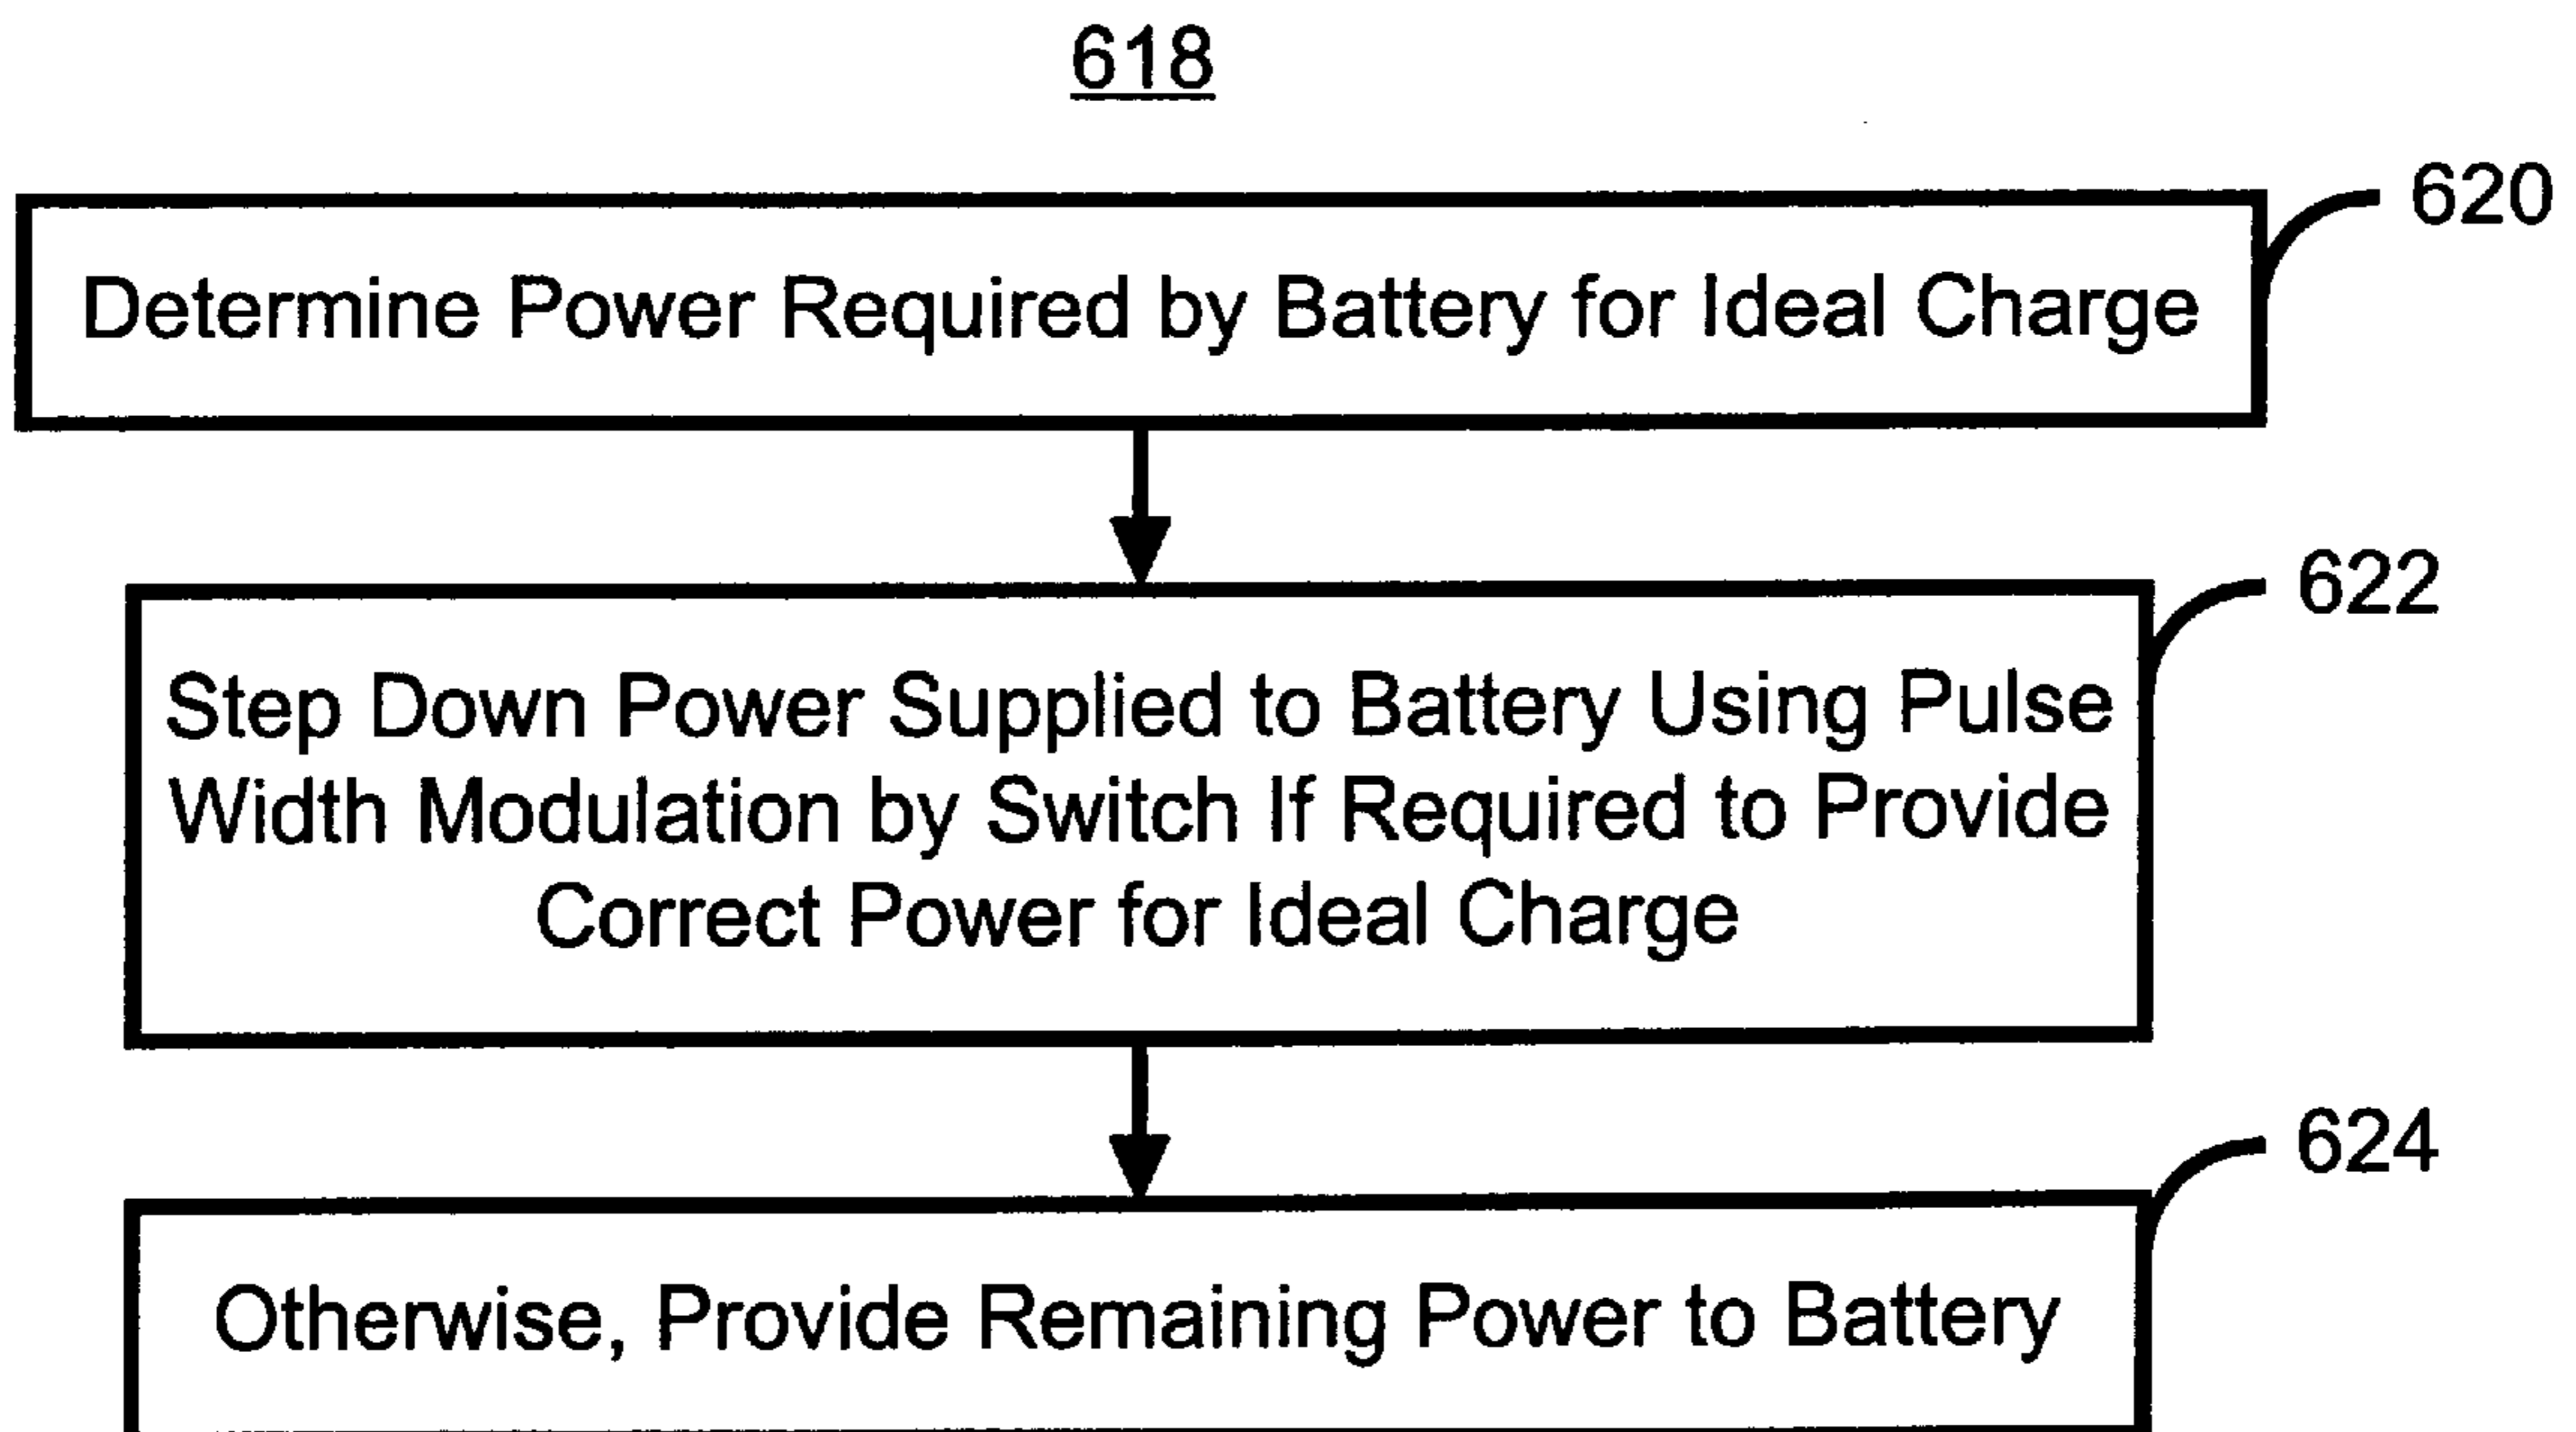 618
620
Determine Power Required by Battery for Ideal Charge
622
Step Down Power Supplied to Battery Using Pulse
Width Modulation by Switch If Required to Provide
Correct Power for Ideal Charge
624
Otherwise, Provide Remaining Power to Battery